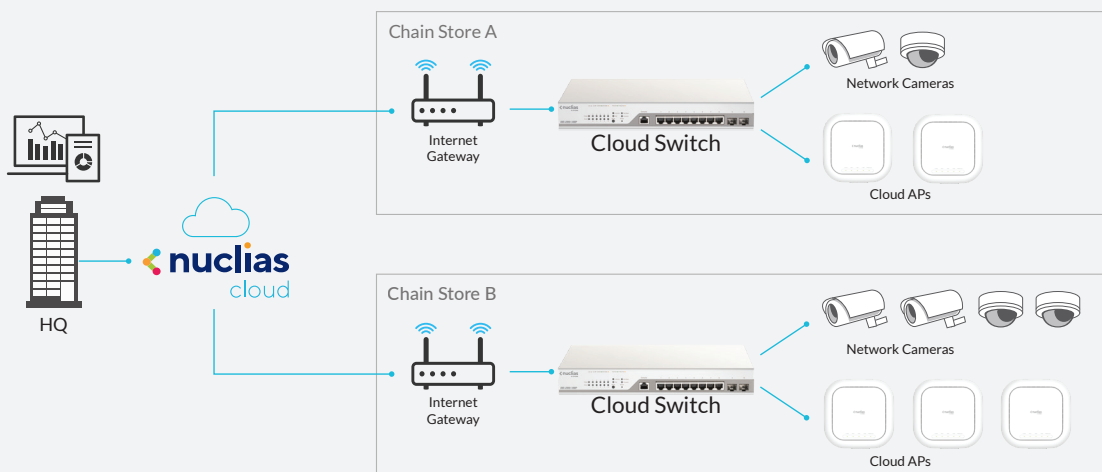 Chain Store A
Internet
Gateway
Cloud Switch
Network Cameras
Cloud APs
HQ
nuclias
cloud
Chain Store B
Internet
Gateway
Cloud Switch
Network Cameras
Cloud APs